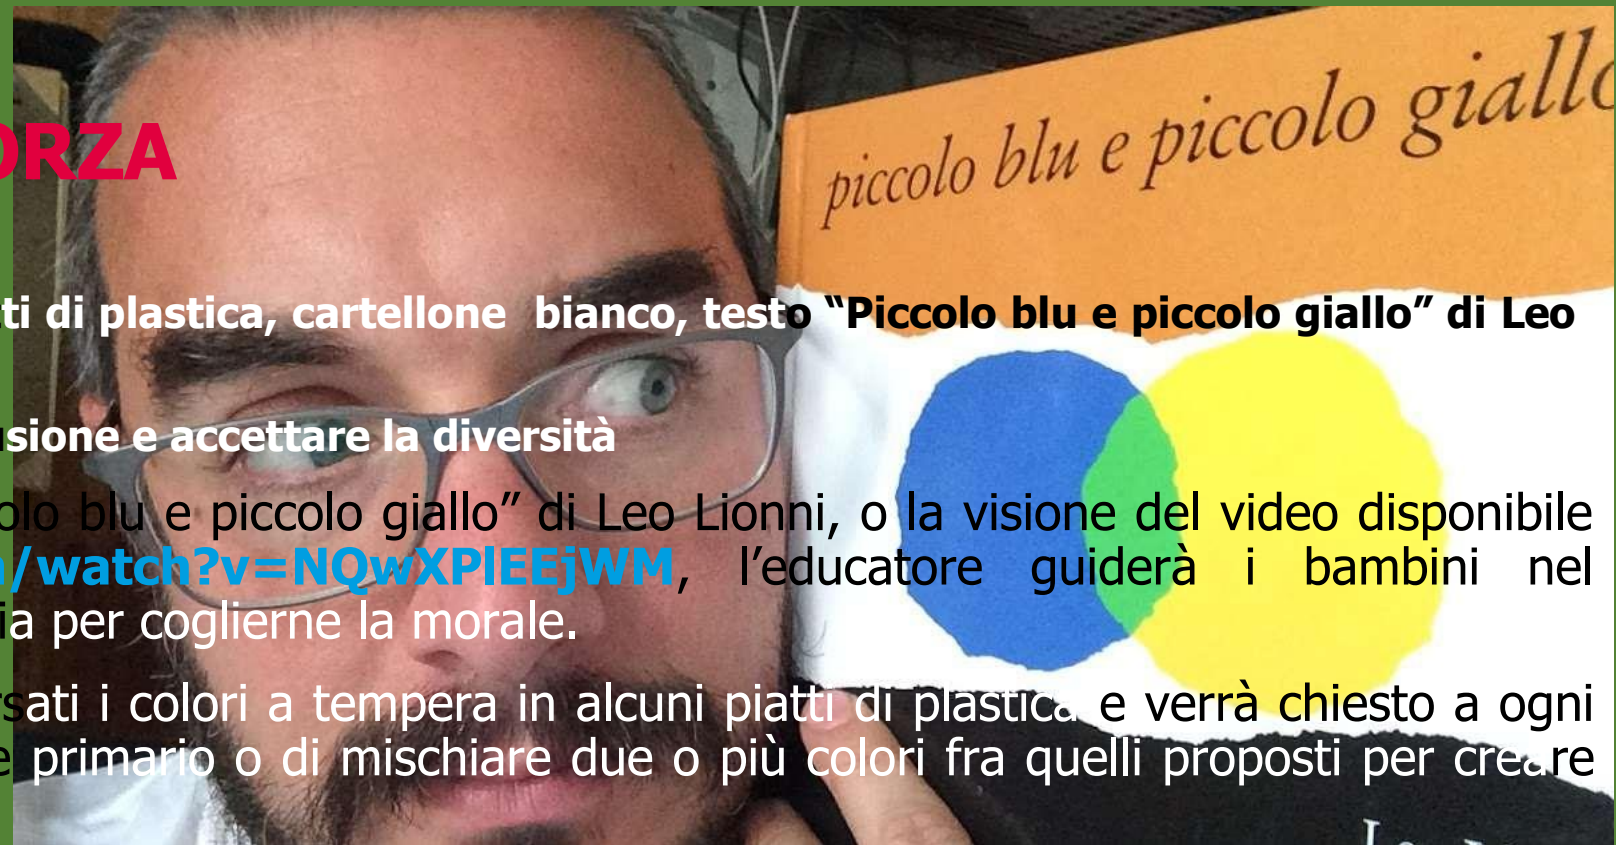 ORZA
piccolo blu e piccolo giallo
ti di plastica, cartellone bianco, testo “Piccolo blu e piccolo giallo” di Leo
sione e accettare la diversità
olo blu e piccolo giallo” di Leo Lionni, o la visione del video disponibile
/watch?v=NQwXPlEEjWM, l’educatore guiderà i bambini nel
ia per coglierne la morale.
rsati i colori a tempera in alcuni piatti di plastica e verrà chiesto a ogni
e primario o di mischiare due o più colori fra quelli proposti per creare